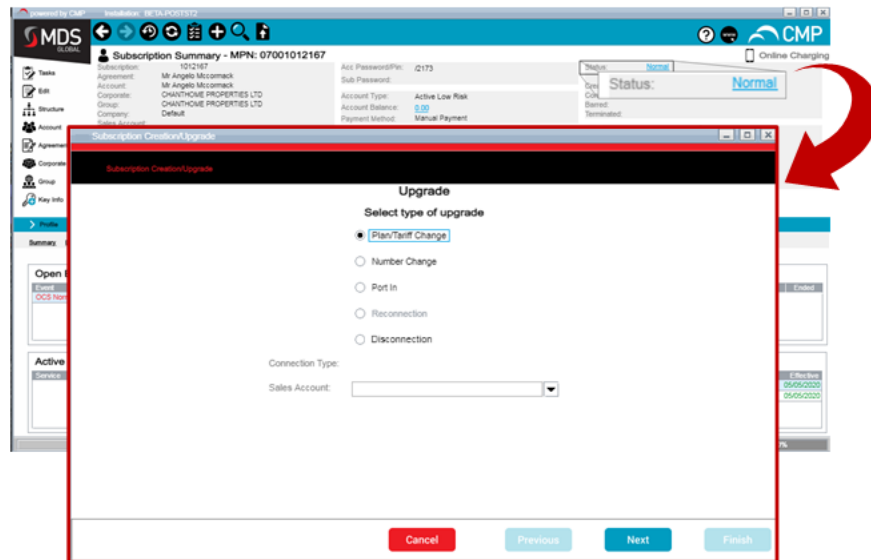 powered by CMP Installation: BETA-POSTST2
MDS
GLOBAL
CMP
Subscription Summary - MPN: 07001012167
Online Charging
Tasks
Edit
Structure
Account
Agreement
Corporate
Group
Key Info
Subscription: 1012167
Agreement: Mr Angelo Mccormack
Account: Mr Angelo Mccormack
Corporate: CHANTHOME PROPERTIES LTD
Group: CHANTHOME PROPERTIES LTD
Company: Default
Sales Account:
Acc Password/Pin: /2173
Sub Password:
Account Type: Active Low Risk
Account Balance: 0.00
Payment Method: Manual Payment
Status: Normal
Barred:
Terminated:
Status: Normal
Profile
Summary
Open
Event
Ended
OCS
Active
Service
Effective
05/05/2020
05/05/2020
Subscription Creation/Upgrade
Subscription Creation/Upgrade
Upgrade
Select type of upgrade
Plan/Tariff Change
Number Change
Port In
Reconnection
Disconnection
Connection Type:
Sales Account:
Cancel
Previous
Next
Finish